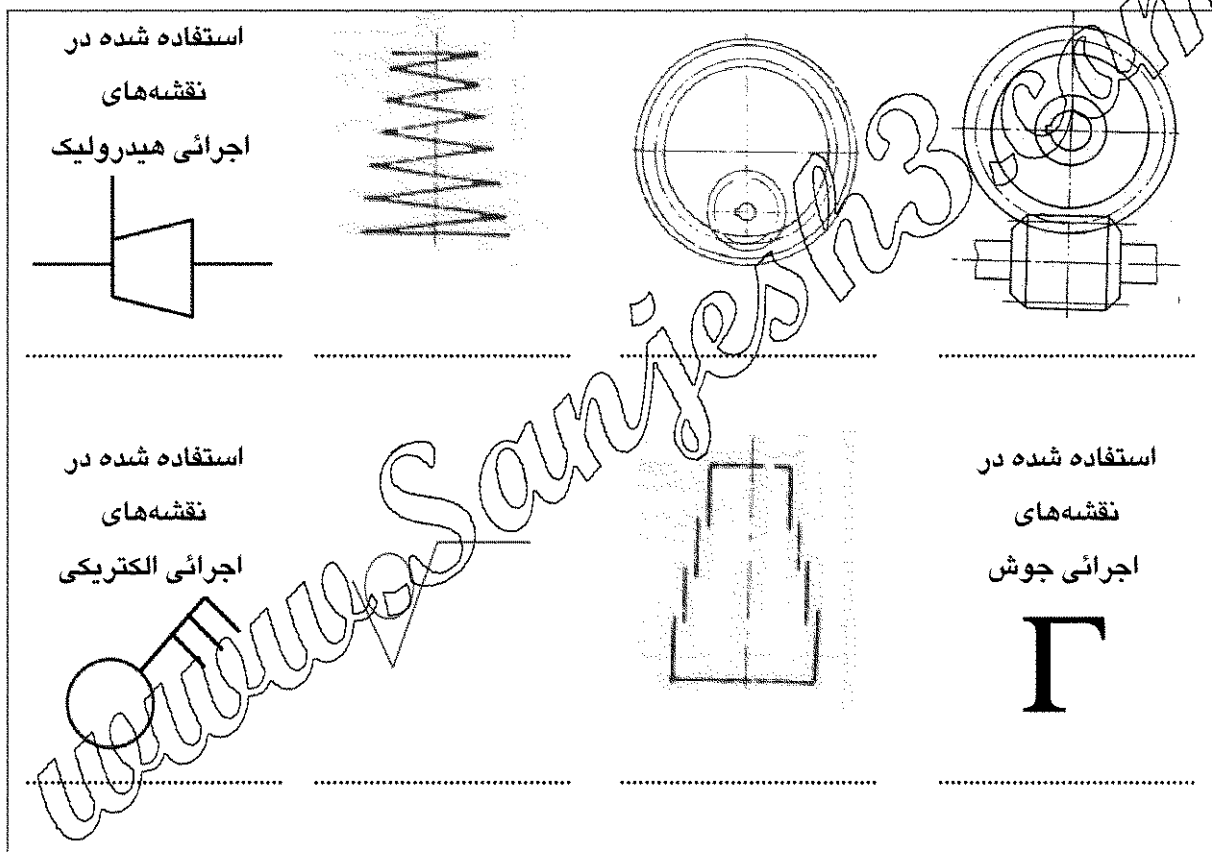 استفاده شده در
نقشه‌های
اجرائی هیدرولیک
استفاده شده در
نقشه‌های
اجرائی جوش
Γ
استفاده شده در
نقشه‌های
اجرائی الکتریکی
www.Sanjesh3.com